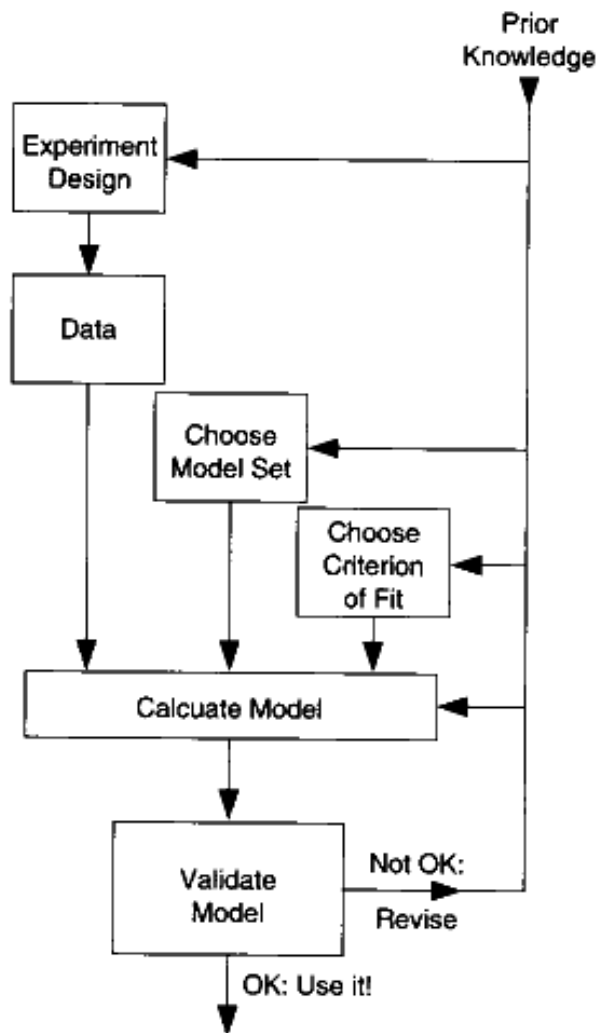 Prior
Knowledge
Experiment
Design
Data
Choose
Model Set
Choose
Criterion
of Fit
Calcuate Model
Validate
Model
Not OK:
Revise
OK: Use it!